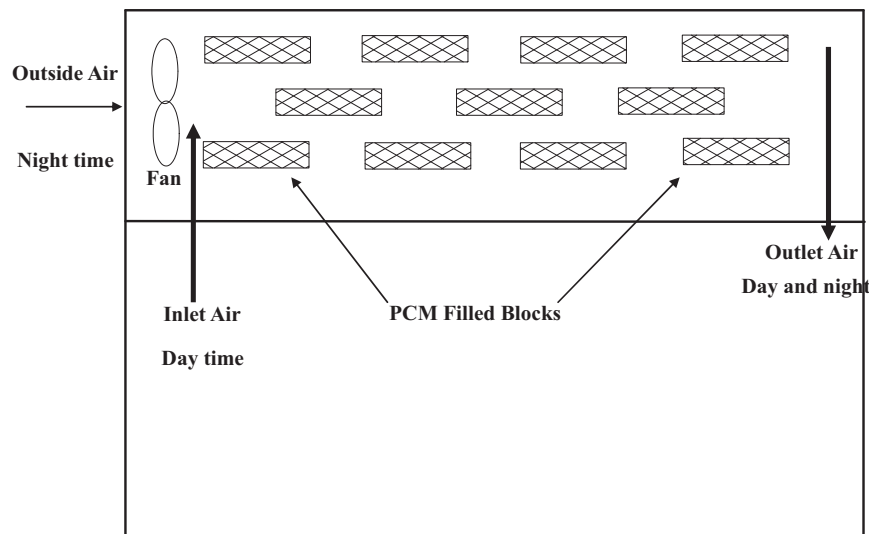 Outside Air
Night time
Fan
Inlet Air
Day time
PCM Filled Blocks
Outlet Air
Day and night